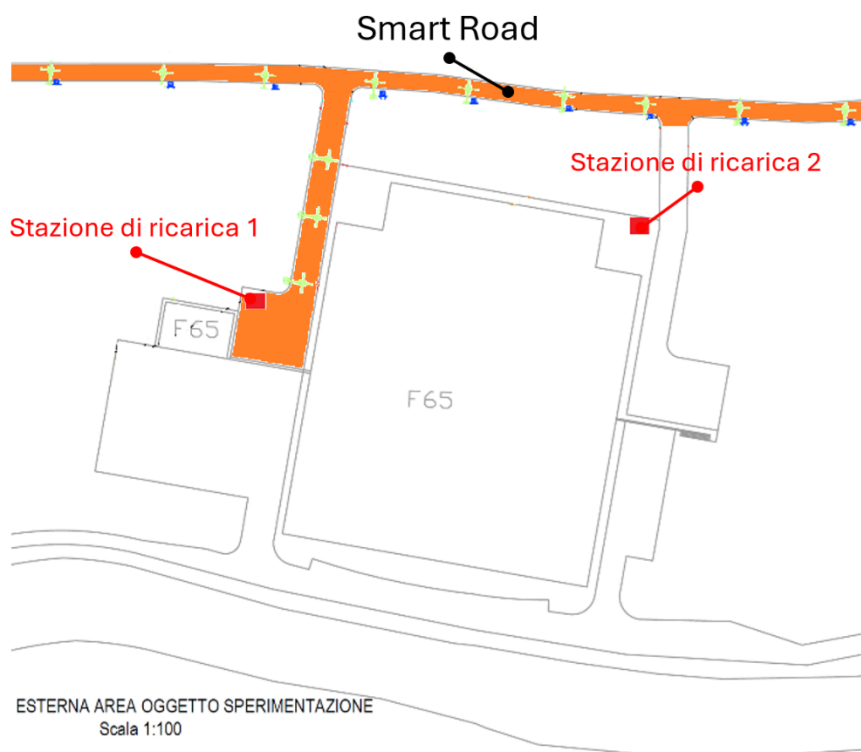 Smart Road
Stazione di ricarica 2
Stazione di ricarica 1
F65
F65
ESTERNA AREA OGGETTO SPERIMENTAZIONE
Scala 1:100